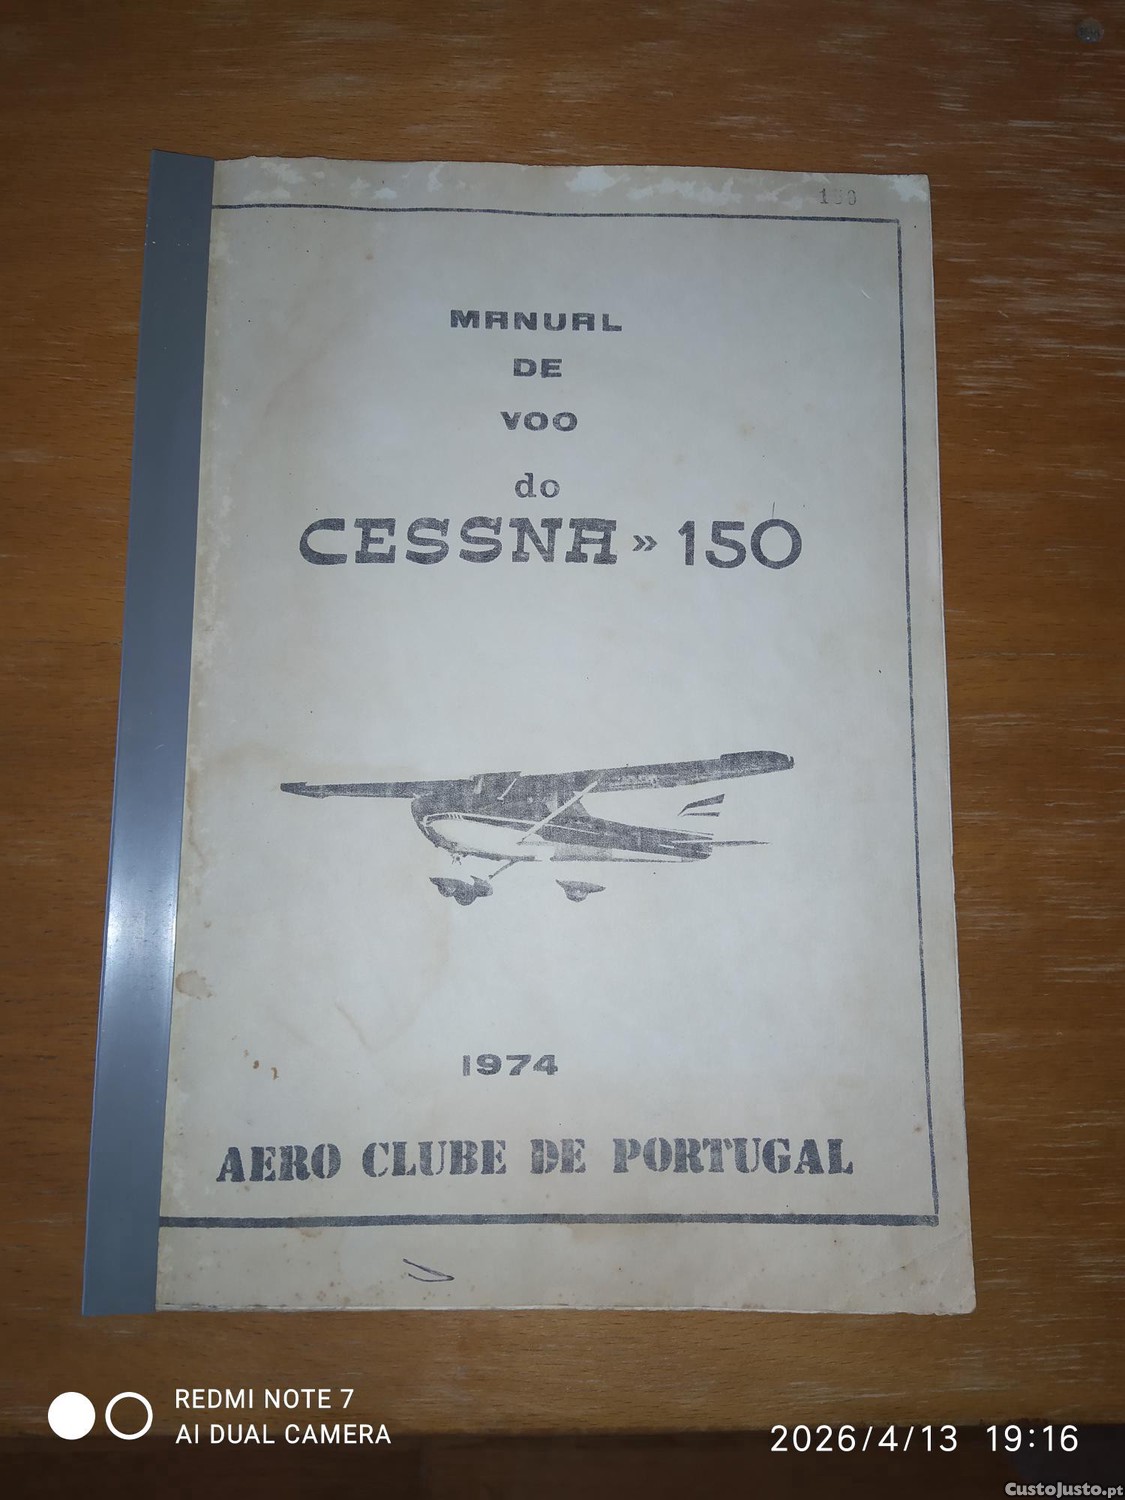 MANUAL
DE
VOO
do
CESSNA » 150
1974
AERO CLUBE DE PORTUGAL
REDMI NOTE 7
AI DUAL CAMERA
2026/4/13 19:16
CustoJusto.pt